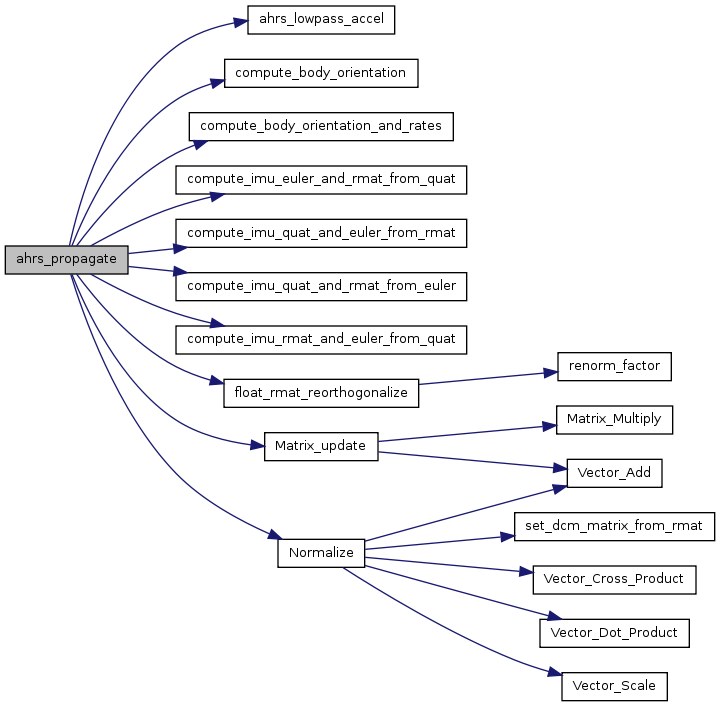 ahrs_propagate
ahrs_lowpass_accel
compute_body_orientation
compute_body_orientation_and_rates
compute_imu_euler_and_rmat_from_quat
compute_imu_quat_and_euler_from_rmat
compute_imu_quat_and_rmat_from_euler
compute_imu_rmat_and_euler_from_quat
float_rmat_reorthogonalize
Matrix_update
Normalize
renorm_factor
Matrix_Multiply
Vector_Add
set_dcm_matrix_from_rmat
Vector_Cross_Product
Vector_Dot_Product
Vector_Scale